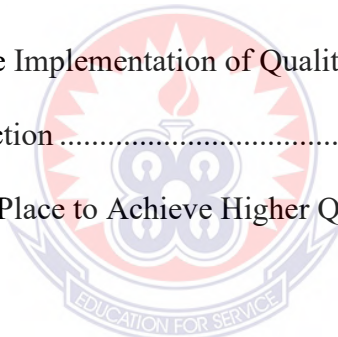 e Implementation of Qualit
ction ....................................
Place to Achieve Higher Q
EDUCATION FOR SERVICE